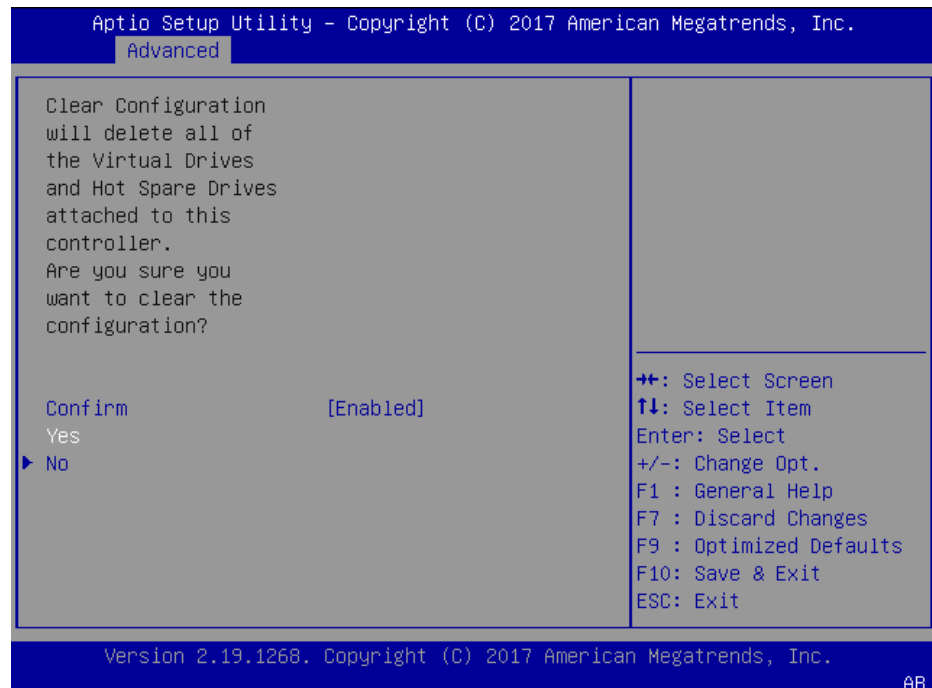 Aptio Setup Utility – Copyright (C) 2017 American Megatrends, Inc.
Advanced
Clear Configuration
will delete all of
the Virtual Drives
and Hot Spare Drives
attached to this
controller.
Are you sure you
want to clear the
configuration?
Confirm [Enabled]
Yes
▶ No
→←: Select Screen
↑↓: Select Item
Enter: Select
+/-: Change Opt.
F1 : General Help
F7 : Discard Changes
F9 : Optimized Defaults
F10: Save & Exit
ESC: Exit
Version 2.19.1268. Copyright (C) 2017 American Megatrends, Inc.
AB